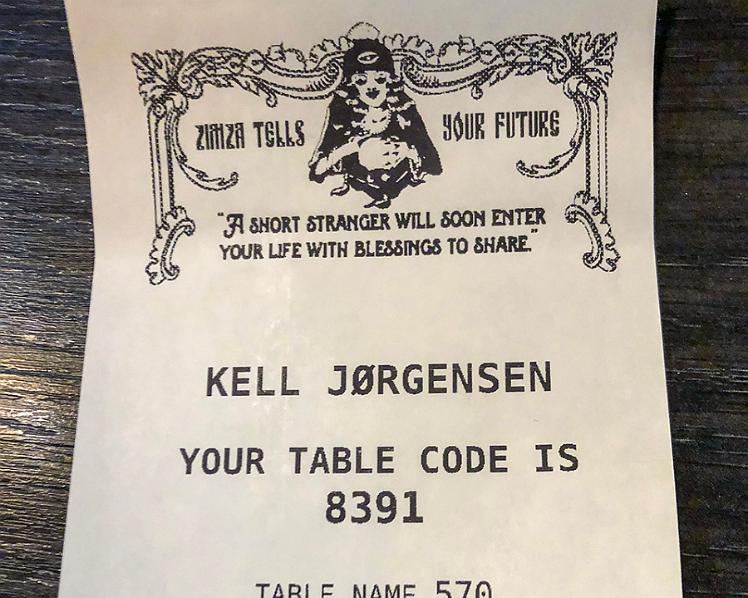 ZIMZA TELLS YOUR FUTURE
"A SHORT STRANGER WILL SOON ENTER
YOUR LIFE WITH BLESSINGS TO SHARE."
KELL JØRGENSEN
YOUR TABLE CODE IS
8391
TABLE NAME 570